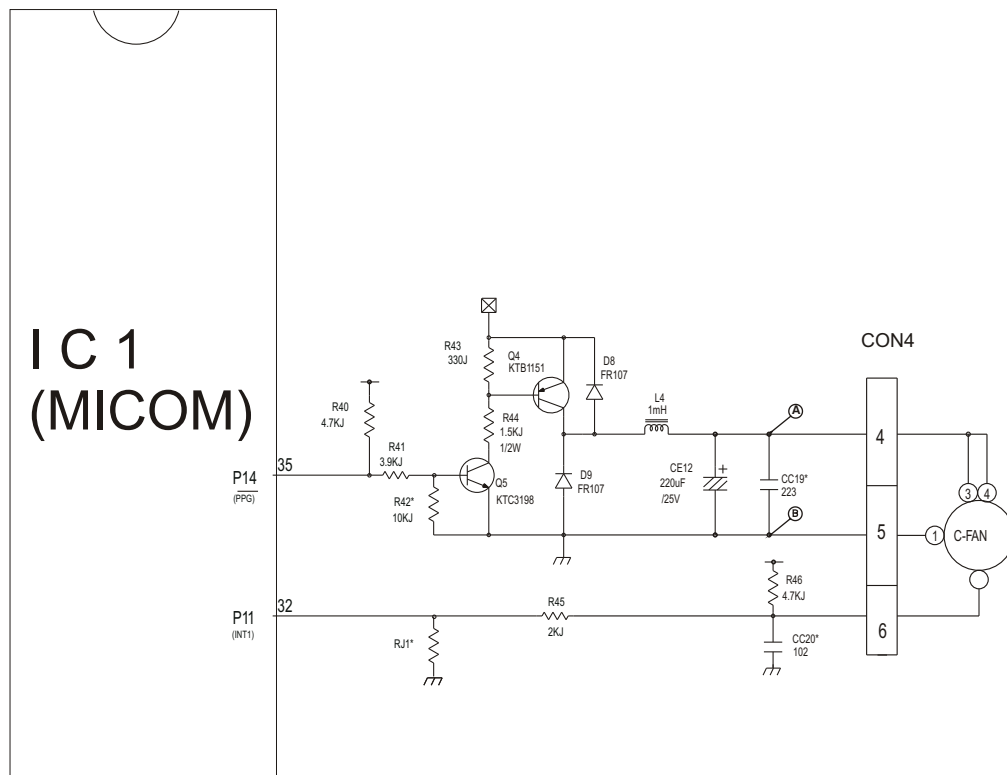 I C 1
(MICOM)
P14
(PPG)
35
P11
(INT1)
32
R40
4.7KJ
R41
3.9KJ
R42*
10KJ
R43
330J
R44
1.5KJ
1/2W
Q4
KTB1151
Q5
KTC3198
D8
FR107
D9
FR107
L4
1mH
CE12
220uF
/25V
+
CC19*
223
A
B
CON4
4
5
6
3
4
1
C-FAN
R46
4.7KJ
R45
2KJ
RJ1*
CC20*
102